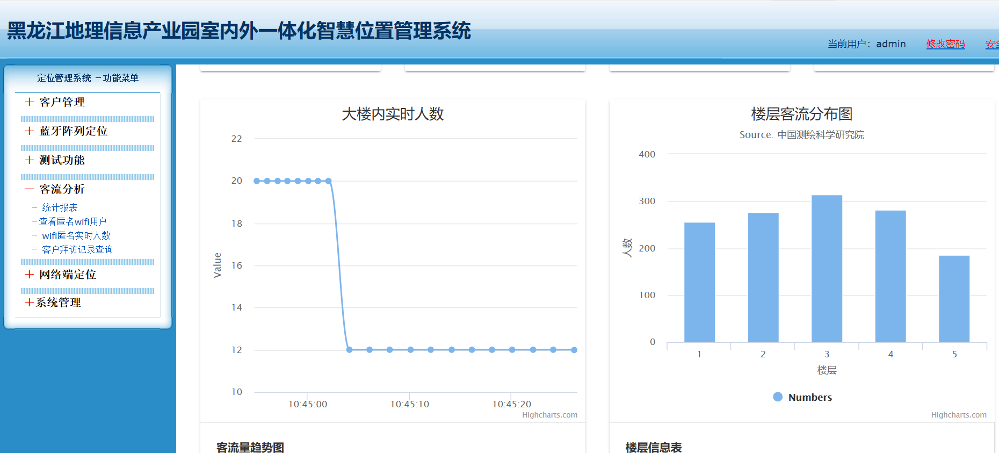 黑龙江地理信息产业园室内外一体化智慧位置管理系统
当前用户：admin 修改密码
定位管理系统 －功能菜单
＋ 客户管理
＋ 蓝牙阵列定位
＋ 测试功能
－ 客流分析
－ 统计报表
－查看匿名wifi用户
－ wifi匿名实时人数
－ 客户拜访记录查询
＋ 网络端定位
＋系统管理
大楼内实时人数
22
20
18
16
14
12
10
Value
10:45:00 10:45:10 10:45:20
Highcharts.com
客流量趋势图
楼层客流分布图
Source: 中国测绘科学研究院
400
300
200
100
0
人数
1 2 3 4 5
楼层
Numbers
Highcharts.com
楼层信息表